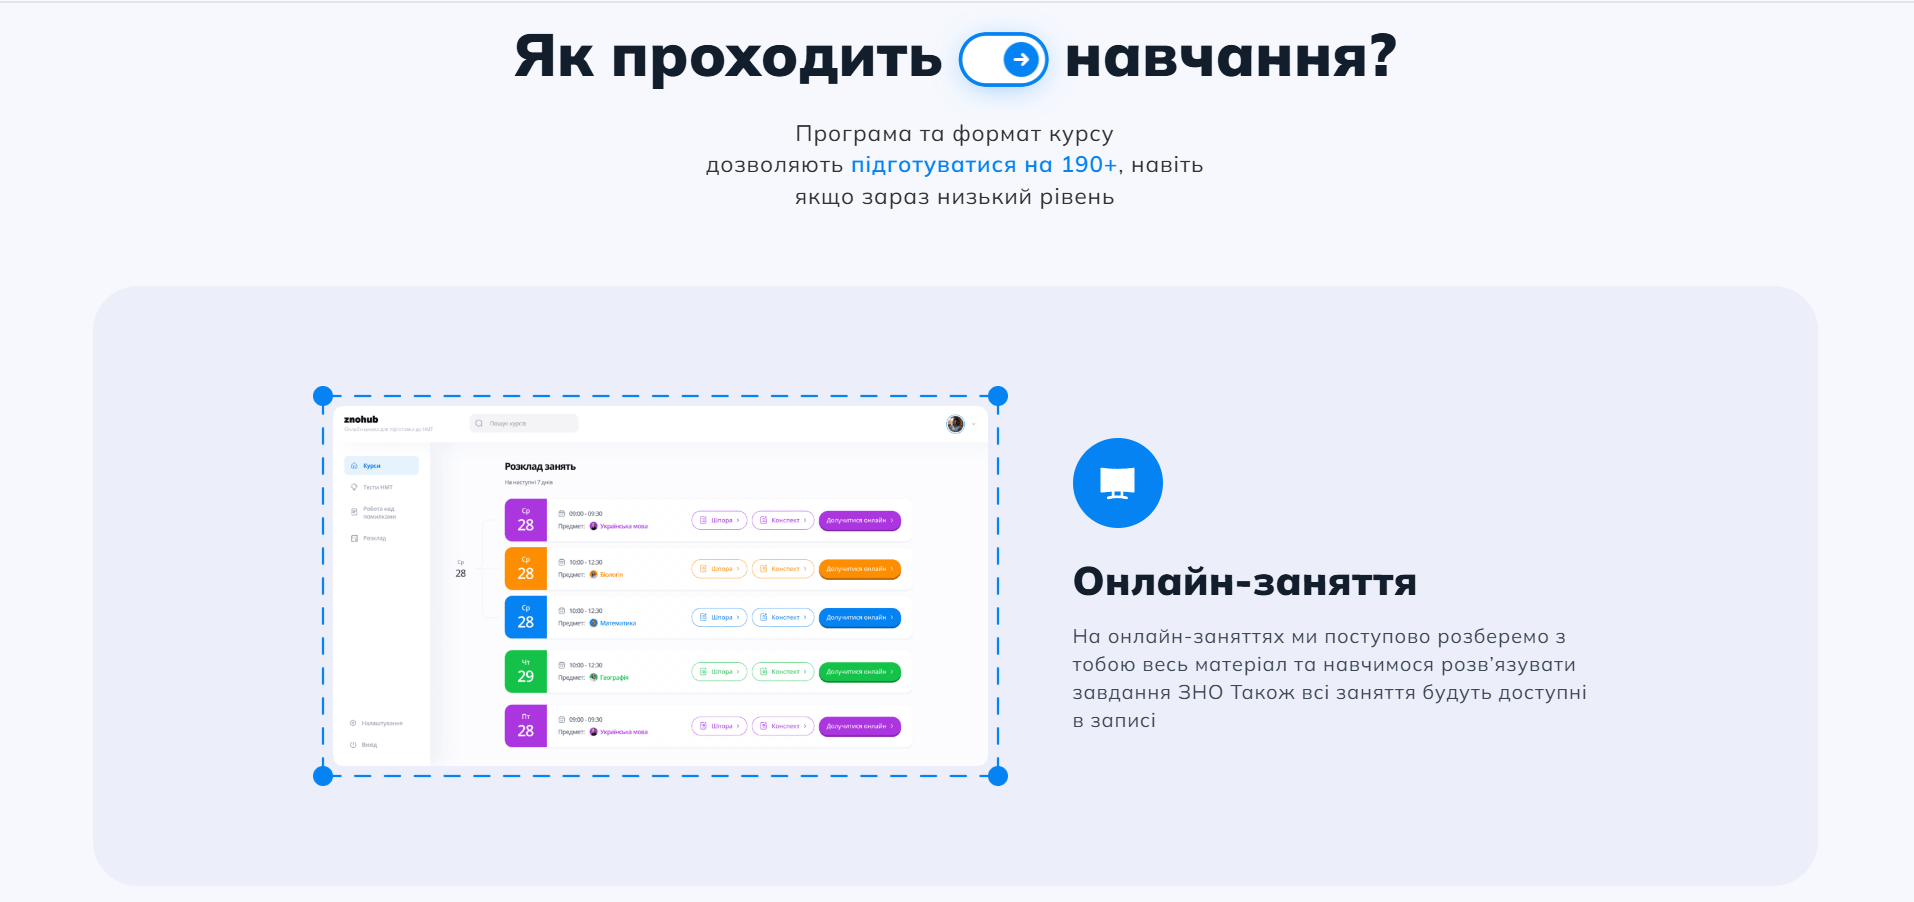 Як проходить навчання?
Програма та формат курсу
дозволяють підготуватися на 190+, навіть
якщо зараз низький рівень
znohub
Онлайн-школа для підготовки до НМТ
Пошук курсів
Курси
Тести НМТ
Робота над
помилками
Розклад
Налаштування
Вихід
Розклад занять
На наступні 7 днів
Ср
28
Ср
28
09:00 - 09:30
Предмет: Українська мова
Шпора
Конспект
Долучитися онлайн
Ср
28
10:00 - 12:30
Предмет: Біологія
Шпора
Конспект
Долучитися онлайн
Ср
28
10:00 - 12:30
Предмет: Математика
Шпора
Конспект
Долучитися онлайн
Чт
29
10:00 - 12:30
Предмет: Географія
Шпора
Конспект
Долучитися онлайн
Пт
28
09:00 - 09:30
Предмет: Українська мова
Шпора
Конспект
Долучитися онлайн
Онлайн-заняття
На онлайн-заняттях ми поступово розберемо з
тобою весь матеріал та навчимося розв’язувати
завдання ЗНО Також всі заняття будуть доступні
в записі